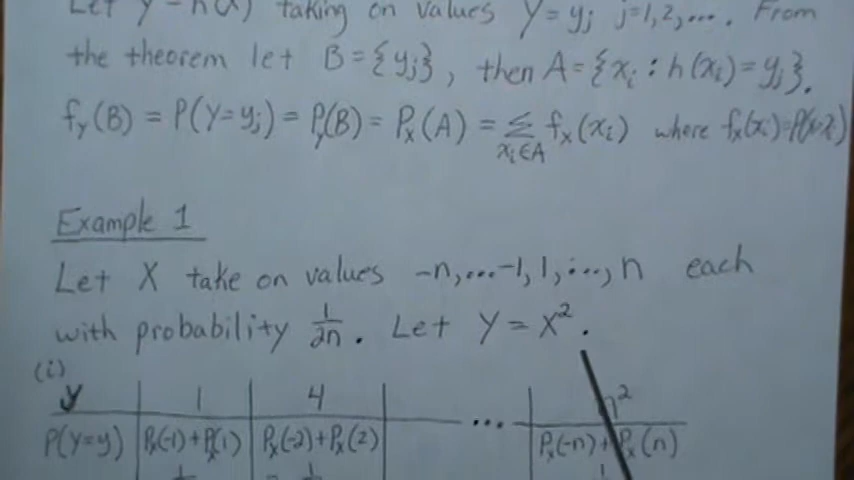 Let Y = h(X) taking on values Y = yj j=1,2,.... From
the theorem let B = {yj}, then A = {xi : h(xi) = yj}.
fY(B) = P(Y=yj) = PY(B) = PX(A) = Σ xi∈A fX(xi) where fX(xi)=P(X=xi)
Example 1
Let X take on values -n,...-1, 1, ..., n each
with probability 1/2n. Let Y = X².
(i)
y | 1 | 4 | ... | n²
P(Y=y) | PX(-1)+PX(1) | PX(-2)+PX(2) | ... | PX(-n)+PX(n)